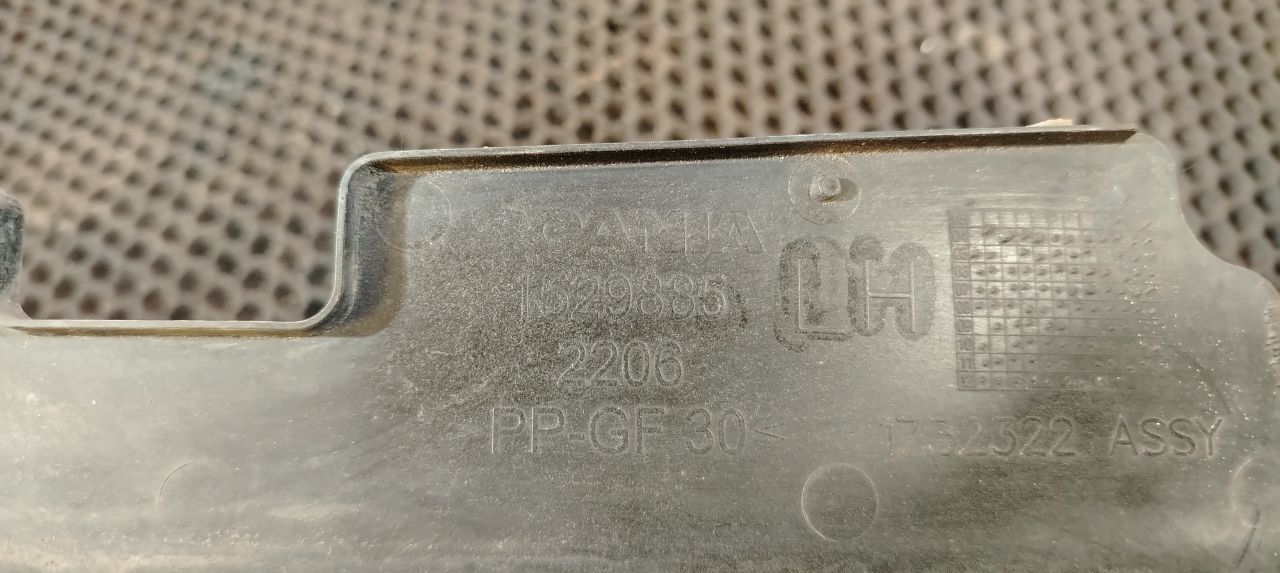 SCANIA
1529885
LH
2206
>PP-GF 30<
1732322 ASSY